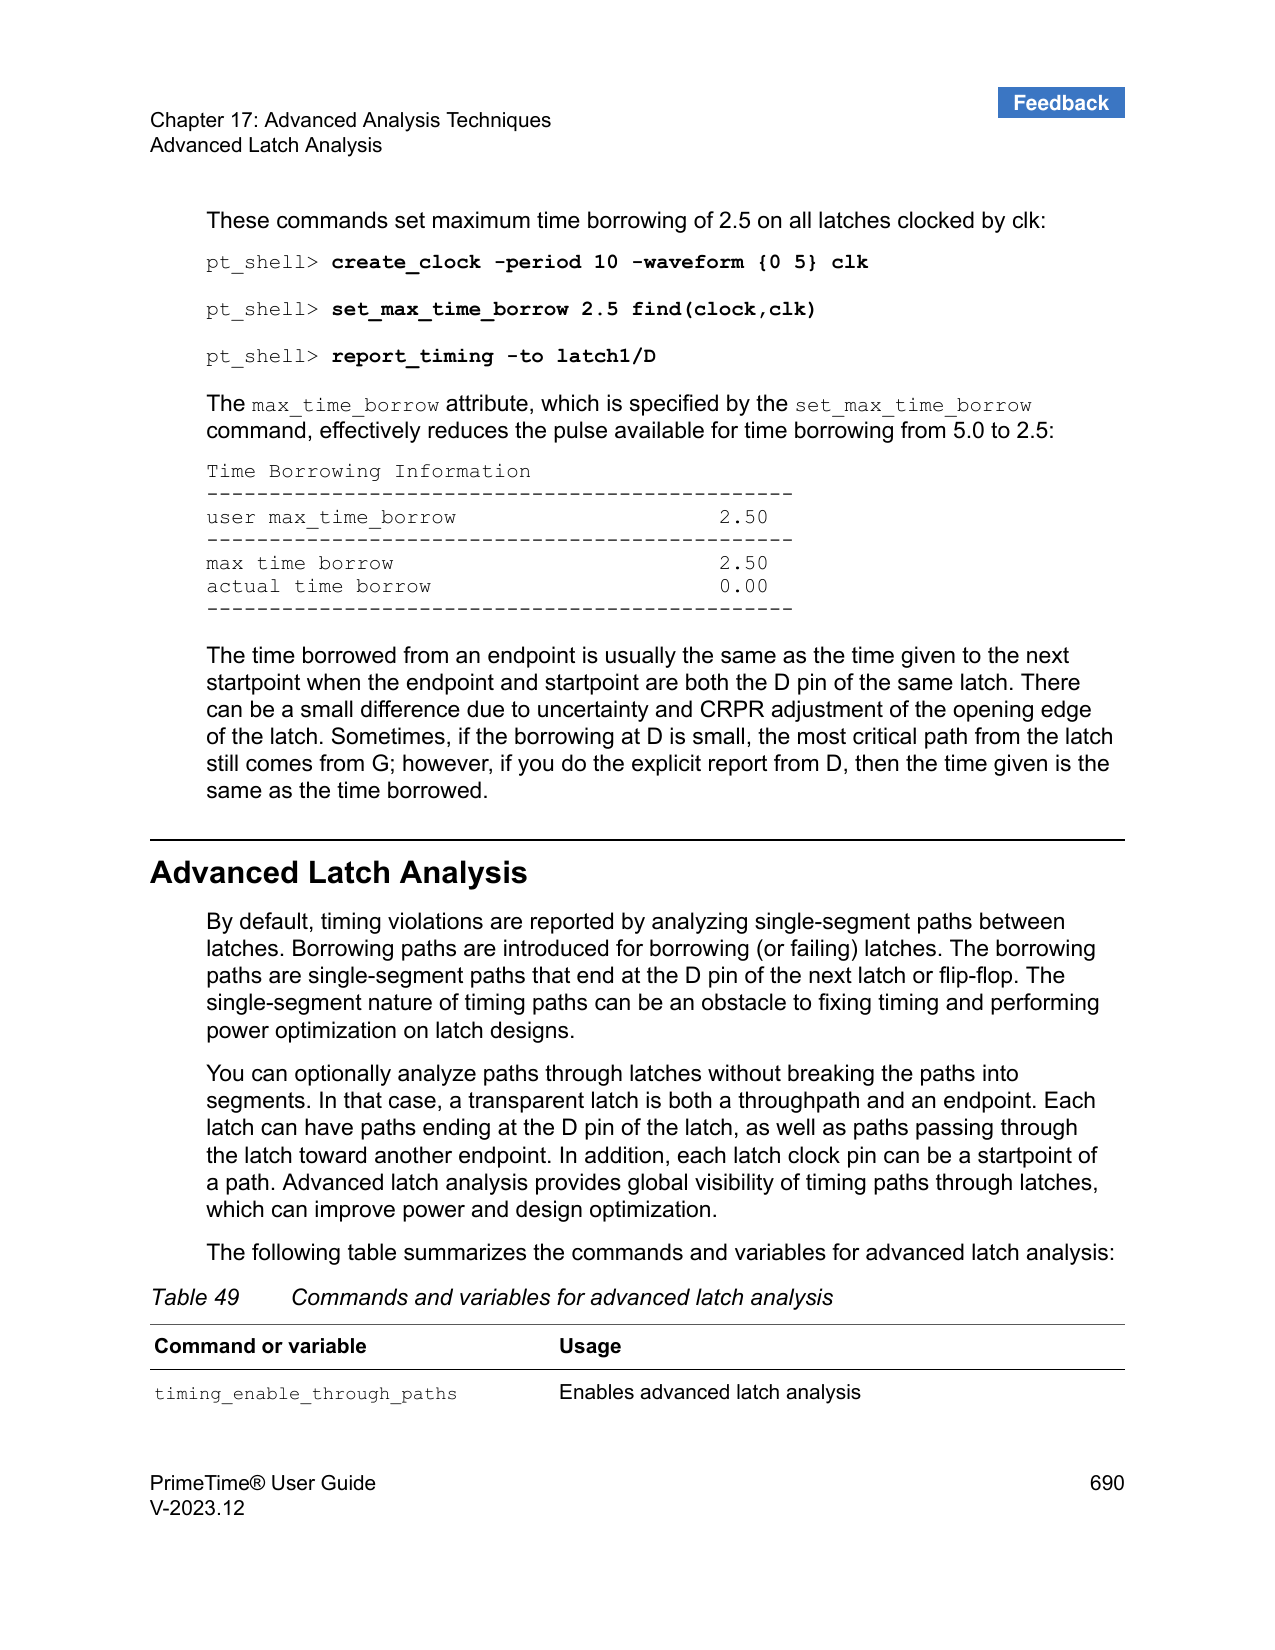 Feedback
Chapter 17: Advanced Analysis Techniques
Advanced Latch Analysis
These commands set maximum time borrowing of 2.5 on all latches clocked by clk:
pt_shell> create_clock -period 10 -waveform {0 5} clk
pt_shell> set_max_time_borrow 2.5 find(clock,clk)
pt_shell> report_timing -to latch1/D
The max_time_borrow attribute, which is specified by the set_max_time_borrow
command, effectively reduces the pulse available for time borrowing from 5.0 to 2.5:
Time Borrowing Information
-----------------------------------------------
user max_time_borrow                     2.50
-----------------------------------------------
max time borrow                          2.50
actual time borrow                       0.00
-----------------------------------------------
The time borrowed from an endpoint is usually the same as the time given to the next
startpoint when the endpoint and startpoint are both the D pin of the same latch. There
can be a small difference due to uncertainty and CRPR adjustment of the opening edge
of the latch. Sometimes, if the borrowing at D is small, the most critical path from the latch
still comes from G; however, if you do the explicit report from D, then the time given is the
same as the time borrowed.
Advanced Latch Analysis
By default, timing violations are reported by analyzing single-segment paths between
latches. Borrowing paths are introduced for borrowing (or failing) latches. The borrowing
paths are single-segment paths that end at the D pin of the next latch or flip-flop. The
single-segment nature of timing paths can be an obstacle to fixing timing and performing
power optimization on latch designs.
You can optionally analyze paths through latches without breaking the paths into
segments. In that case, a transparent latch is both a throughpath and an endpoint. Each
latch can have paths ending at the D pin of the latch, as well as paths passing through
the latch toward another endpoint. In addition, each latch clock pin can be a startpoint of
a path. Advanced latch analysis provides global visibility of timing paths through latches,
which can improve power and design optimization.
The following table summarizes the commands and variables for advanced latch analysis:
Table 49 Commands and variables for advanced latch analysis
Command or variable Usage
timing_enable_through_paths Enables advanced latch analysis
PrimeTime® User Guide 690
V-2023.12